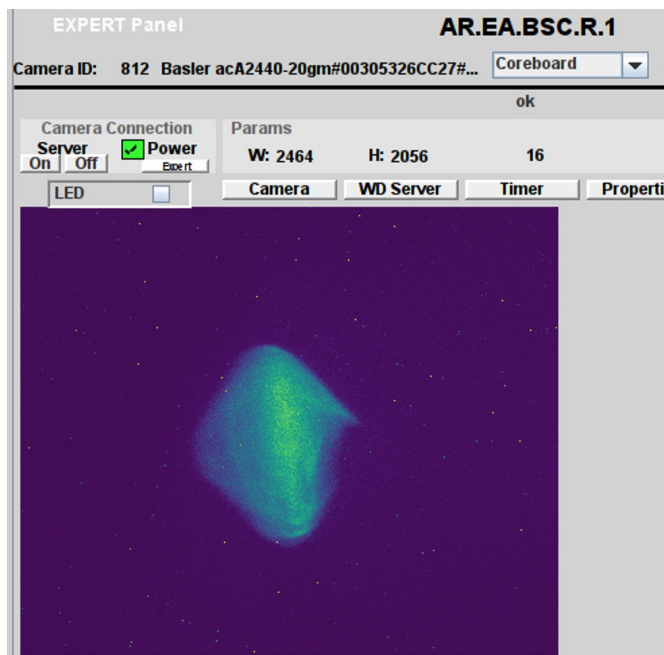 EXPERT Panel
AR.EA.BSC.R.1
Camera ID: 812 Basler acA2440-20gm#00305326CC27#... Coreboard
ok
Camera Connection
Params
Server
Power
On Off
Expert
W: 2464 H: 2056 16
LED
Camera WD Server Timer Properti